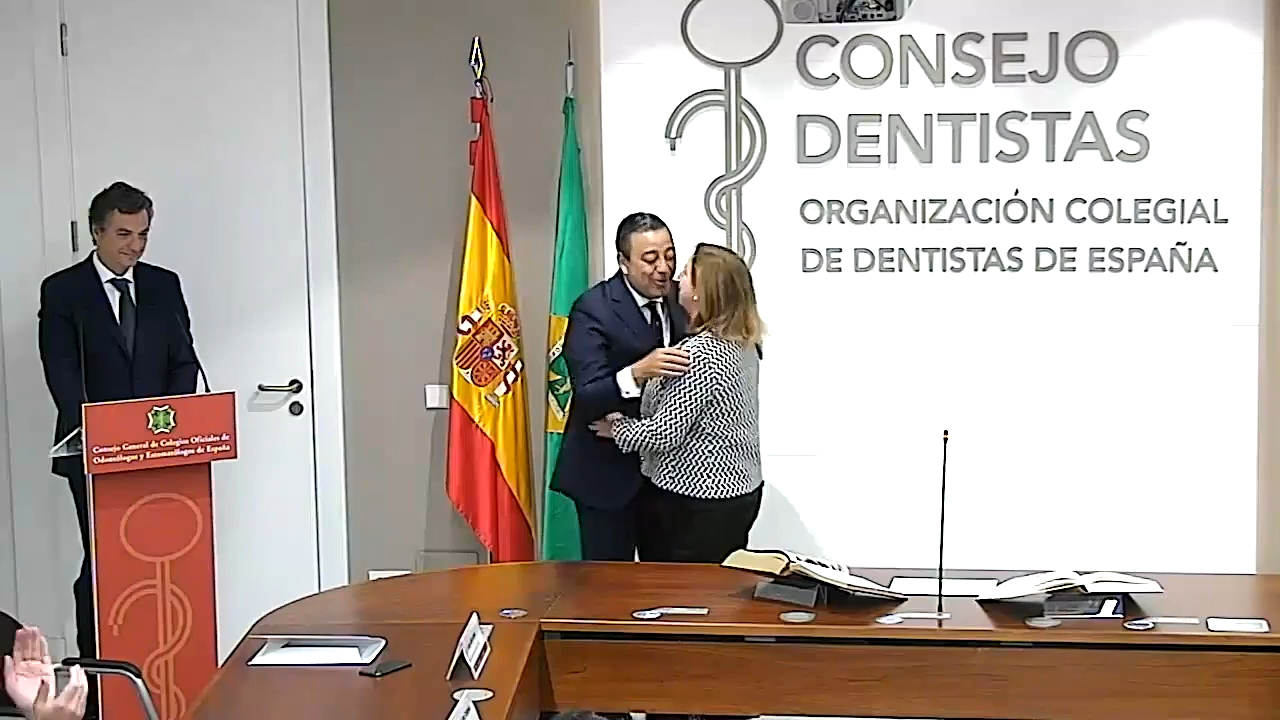 CONSEJO
DENTISTAS
ORGANIZACIÓN COLEGIAL
DE DENTISTAS DE ESPAÑA
Consejo General de Colegios Oficiales de
Odontólogos y Estomatólogos de España